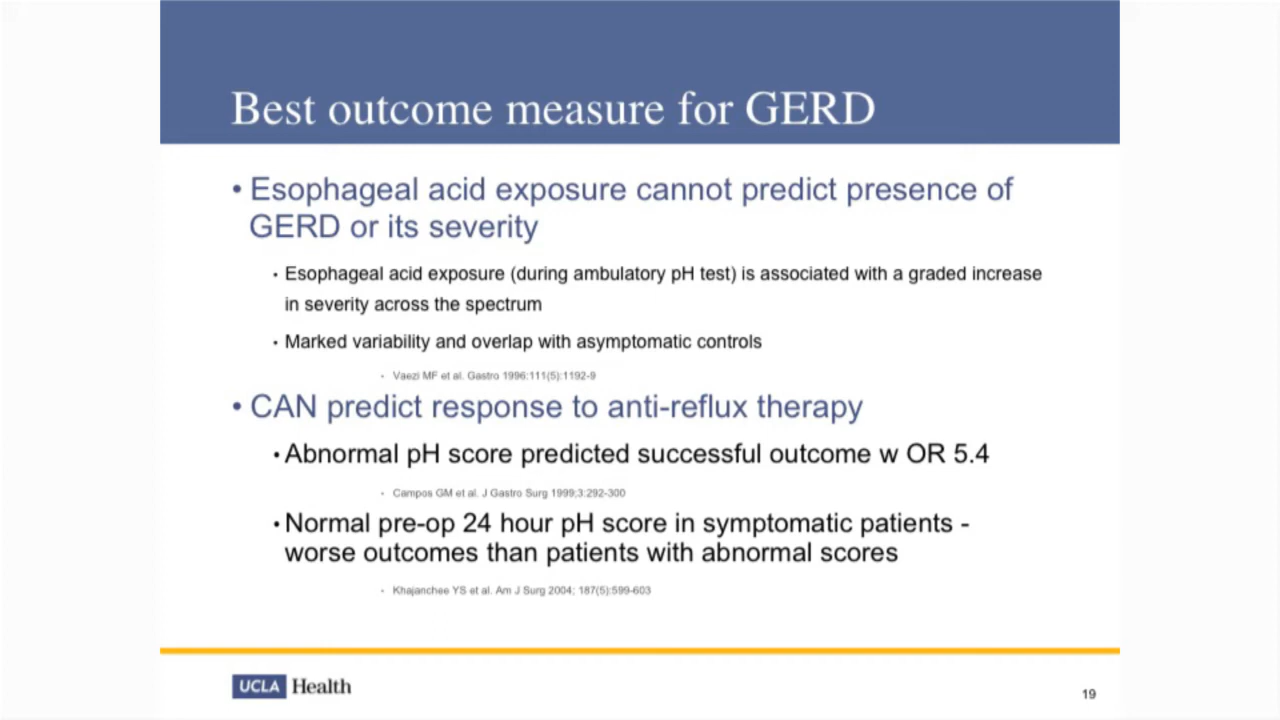 Best outcome measure for GERD
• Esophageal acid exposure cannot predict presence of
GERD or its severity
• Esophageal acid exposure (during ambulatory pH test) is associated with a graded increase
in severity across the spectrum
• Marked variability and overlap with asymptomatic controls
• Vaezi MF et al. Gastro 1996;111(5):1192-9
• CAN predict response to anti-reflux therapy
• Abnormal pH score predicted successful outcome w OR 5.4
• Campos GM et al. J Gastro Surg 1999;3:292-300
• Normal pre-op 24 hour pH score in symptomatic patients -
worse outcomes than patients with abnormal scores
• Khajanchee YS et al. Am J Surg 2004; 187(5):599-603
UCLA Health
19